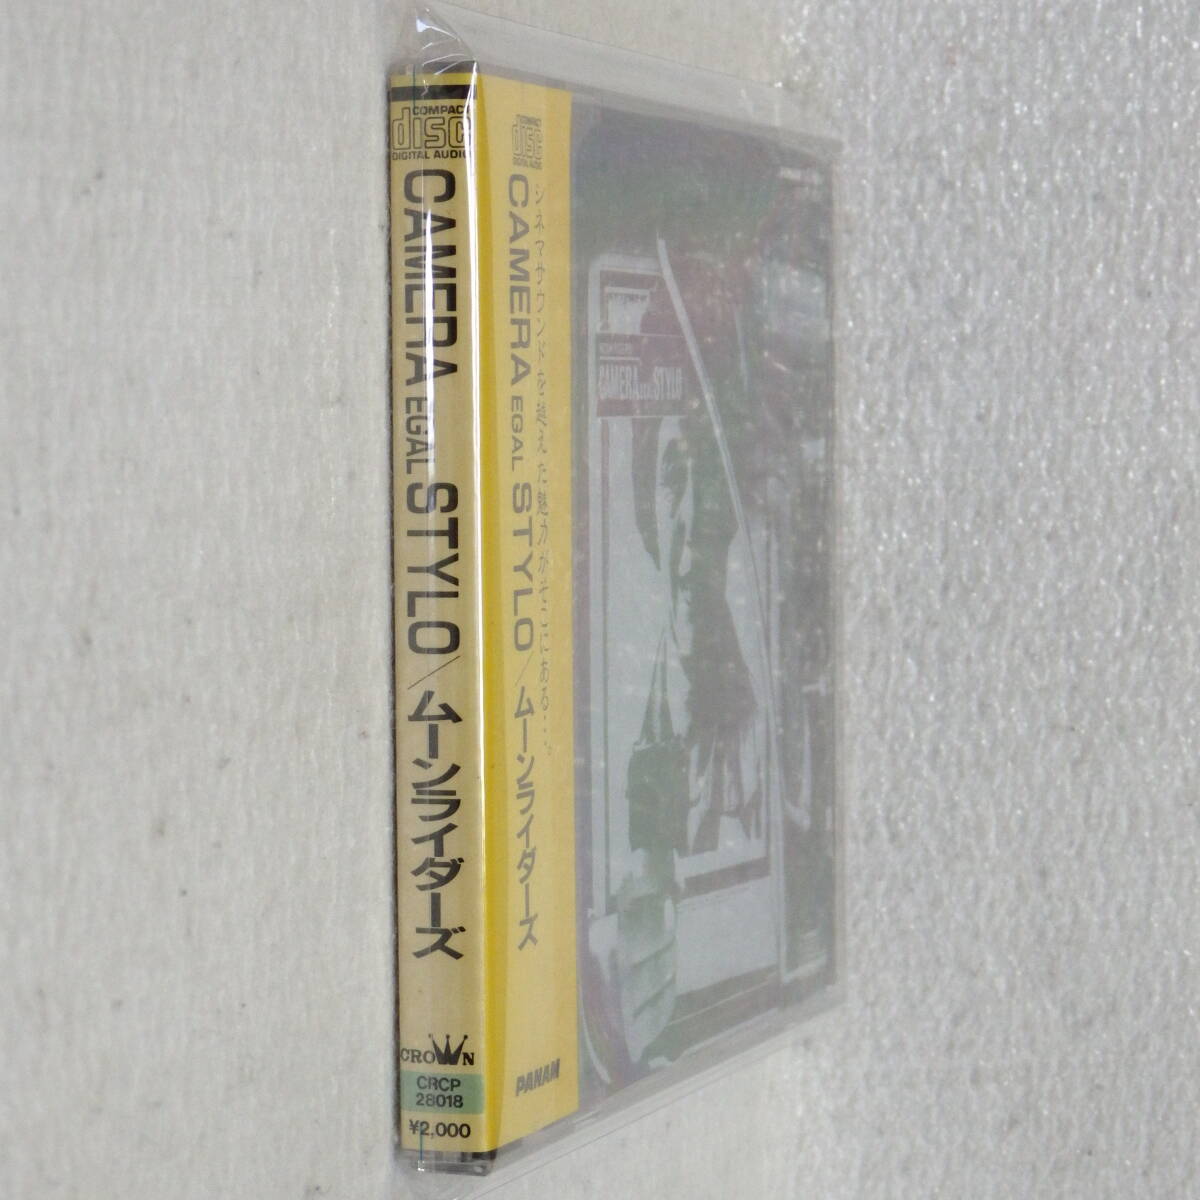 COMPACT
disc
DIGITAL AUDIO
CAMERA EGAL STYLO/ムーンライダーズ
CROWN
CRCP
28018
¥2,000
COMPACT
disc
DIGITAL AUDIO
シネマサウンドを超えた魅力がそこにある・・・。
CAMERA EGAL STYLO/ムーンライダーズ
PANAM
CAMERA EGAL STYLO